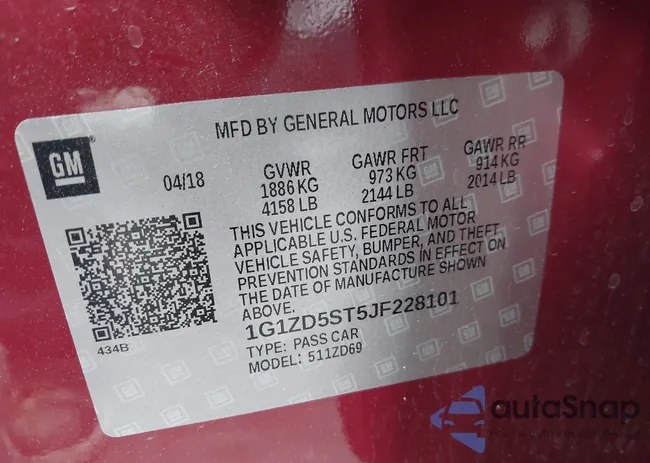 MFD BY GENERAL MOTORS LLC
GM
04/18
GVWR
1886 KG
4158 LB
GAWR FRT
973 KG
2144 LB
GAWR RR
914 KG
2014 LB
THIS VEHICLE CONFORMS TO ALL
APPLICABLE U.S. FEDERAL MOTOR
VEHICLE SAFETY, BUMPER, AND THEFT
PREVENTION STANDARDS IN EFFECT ON
THE DATE OF MANUFACTURE SHOWN
ABOVE.
434B
1G1ZD5ST5JF228101
TYPE: PASS CAR
MODEL: 511ZD69
autaSnap